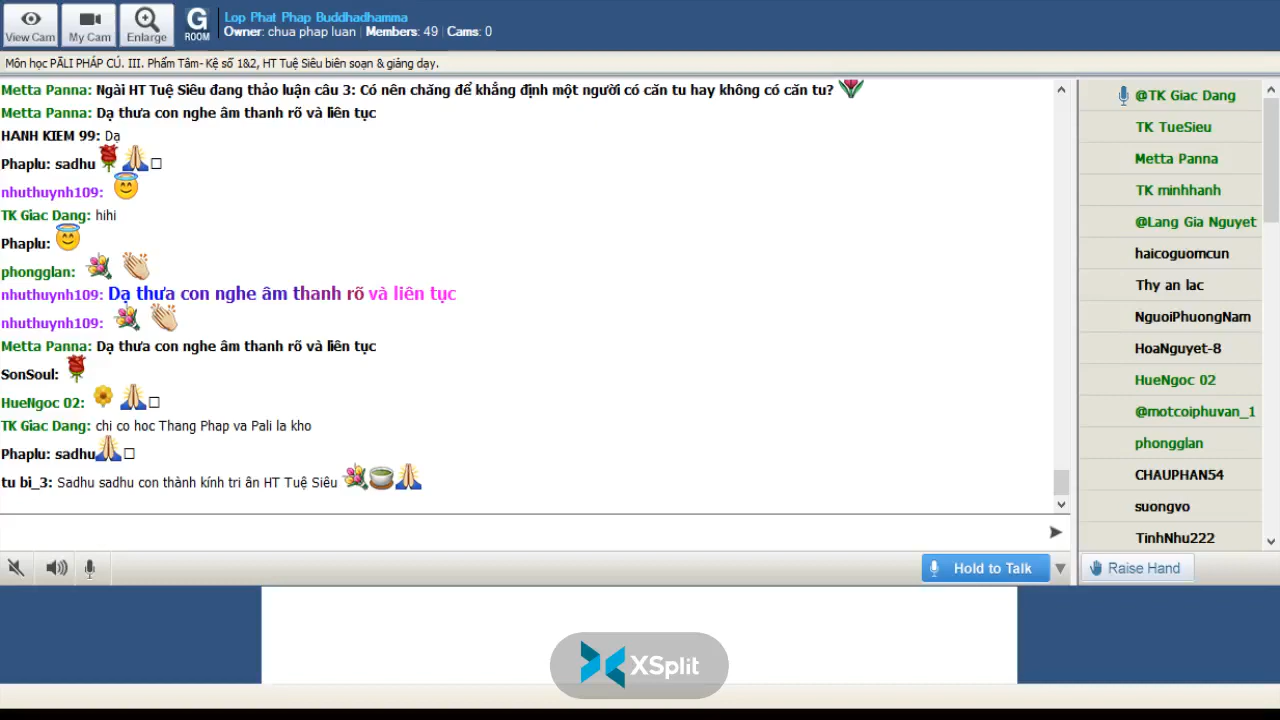 View Cam
My Cam
Enlarge
G
ROOM
Lop Phat Phap Buddhadhamma
Owner: chua phap luan | Members: 49 | Cams: 0
Môn học PÃLI PHÁP CÚ. III. Phẩm Tâm- Kệ số 1&2, HT Tuệ Siêu biên soạn & giảng dạy.
Metta Panna: Ngài HT Tuệ Siêu đang thảo luận câu 3: Có nên chăng để khẳng định một người có căn tu hay không có căn tu?
Metta Panna: Dạ thưa con nghe âm thanh rõ và liên tục
HANH KIEM 99: Dạ
Phaplu: sadhu
nhuthuynh109:
TK Giac Dang: hihi
Phaplu:
phongglan:
nhuthuynh109: Dạ thưa con nghe âm thanh rõ và liên tục
nhuthuynh109:
Metta Panna: Dạ thưa con nghe âm thanh rõ và liên tục
SonSoul:
HueNgoc 02:
TK Giac Dang: chi co hoc Thang Phap va Pali la kho
Phaplu: sadhu
tu bi_3: Sadhu sadhu con thành kính tri ân HT Tuệ Siêu
@TK Giac Dang
TK TueSieu
Metta Panna
TK minhhanh
@Lang Gia Nguyet
haicoguomcun
Thy an lac
NguoiPhuongNam
HoaNguyet-8
HueNgoc 02
@motcoiphuvan_1
phongglan
CHAUPHAN54
suongvo
TinhNhu222
Hold to Talk
Raise Hand
XSplit